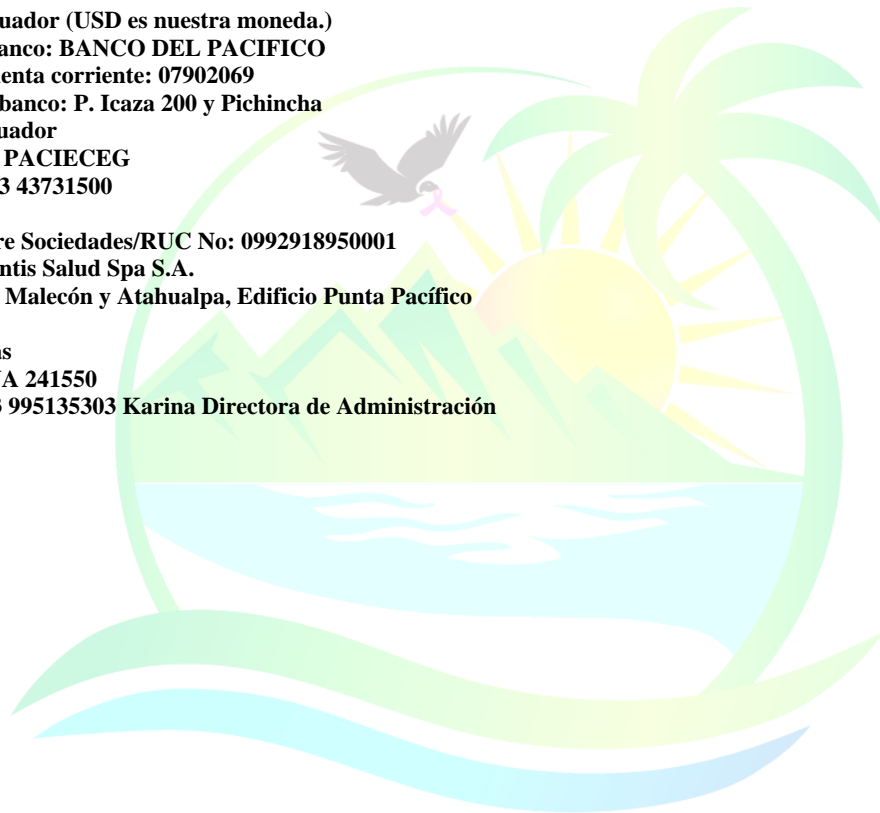 uador (USD es nuestra moneda.)
anco: BANCO DEL PACIFICO
enta corriente: 07902069
banco: P. Icaza 200 y Pichincha
uador
PACIECEG
3 43731500
re Sociedades/RUC No: 0992918950001
ntis Salud Spa S.A.
Malecón y Atahualpa, Edificio Punta Pacífico
as
NA 241550
3 995135303 Karina Directora de Administración